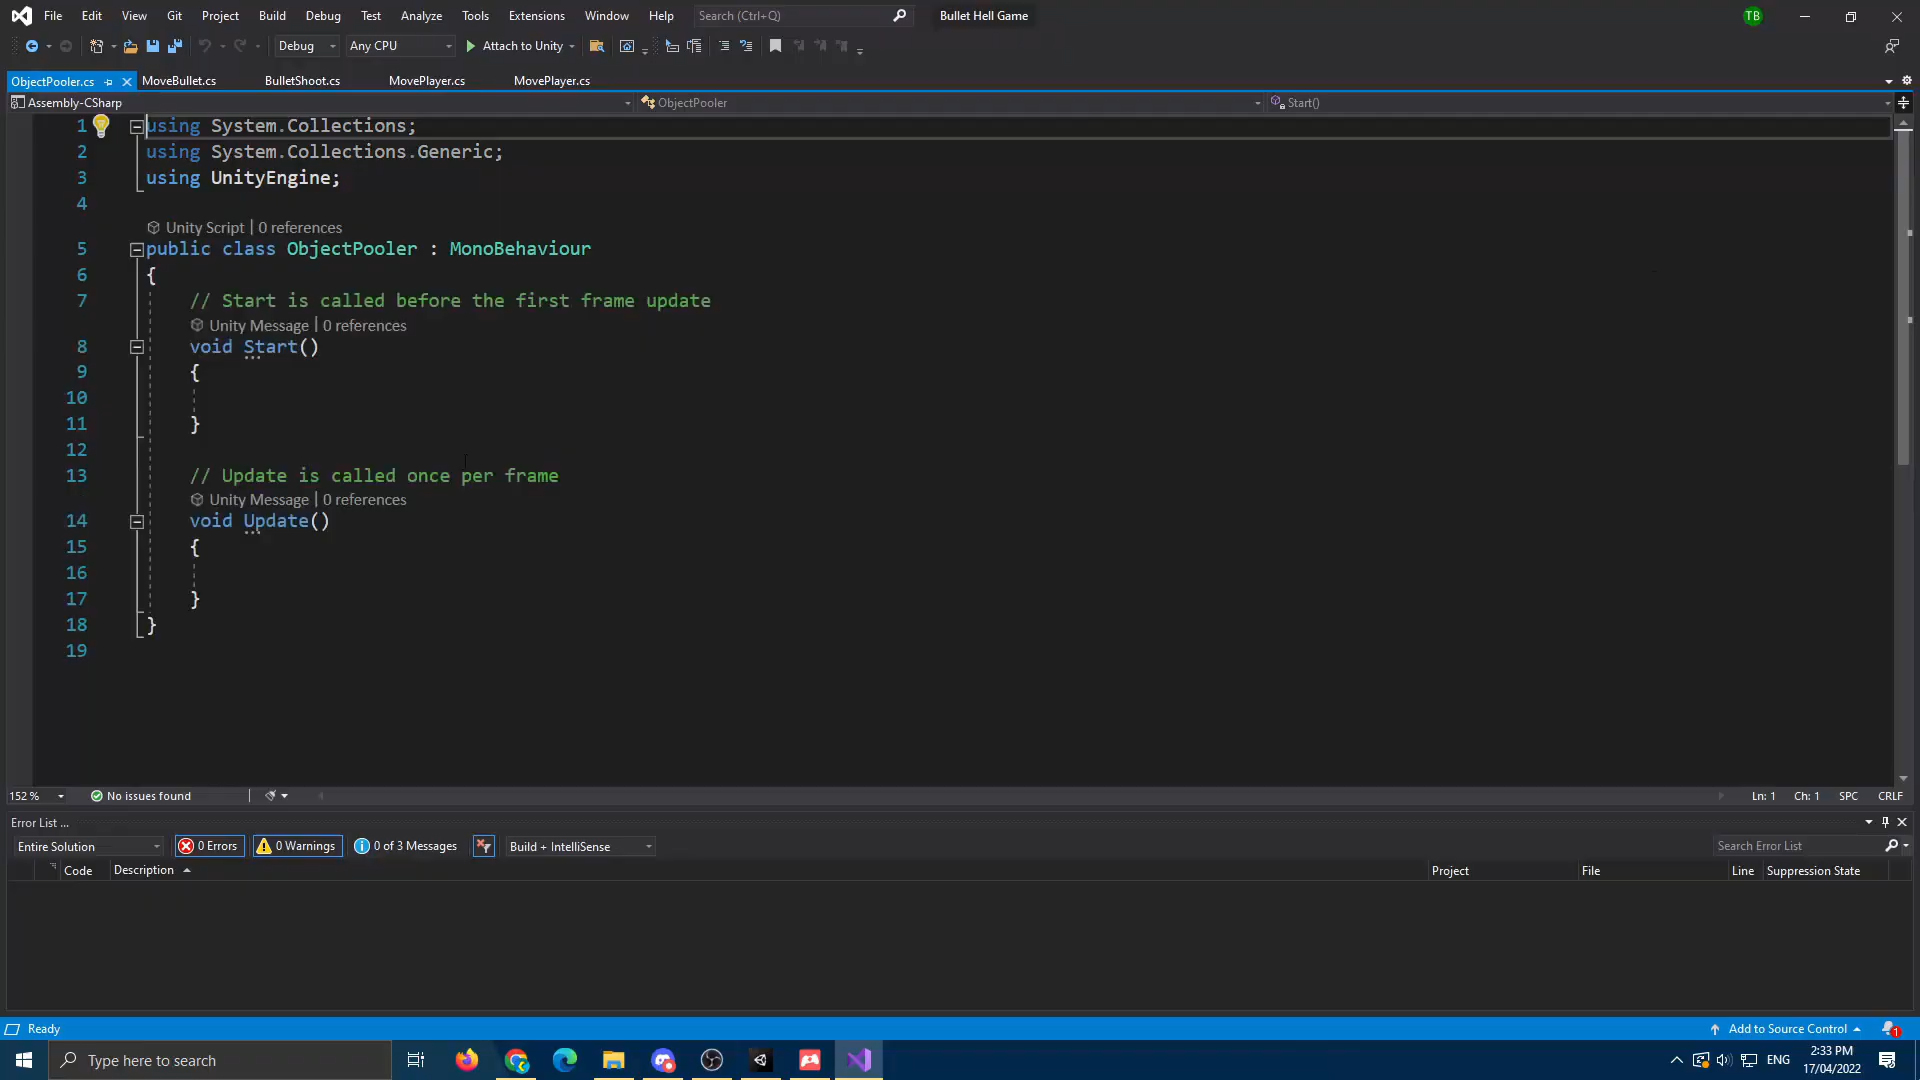 File Edit View Git Project Build Debug Test Analyze Tools Extensions Window Help Search (Ctrl+Q) Bullet Hell Game TB
Debug Any CPU Attach to Unity
ObjectPooler.cs MoveBullet.cs BulletShoot.cs MovePlayer.cs MovePlayer.cs
Assembly-CSharp ObjectPooler Start()
1 using System.Collections;
2 using System.Collections.Generic;
3 using UnityEngine;
4
Unity Script | 0 references
5 public class ObjectPooler : MonoBehaviour
6 {
7 // Start is called before the first frame update
Unity Message | 0 references
8 void Start()
9 {
10
11 }
12
13 // Update is called once per frame
Unity Message | 0 references
14 void Update()
15 {
16
17 }
18 }
19
152 % No issues found Ln: 1 Ch: 1 SPC CRLF
Error List ...
Entire Solution 0 Errors 0 Warnings 0 of 3 Messages Build + IntelliSense Search Error List
Code Description Project File Line Suppression State
Ready Add to Source Control 1
Type here to search ENG 2:33 PM
17/04/2022